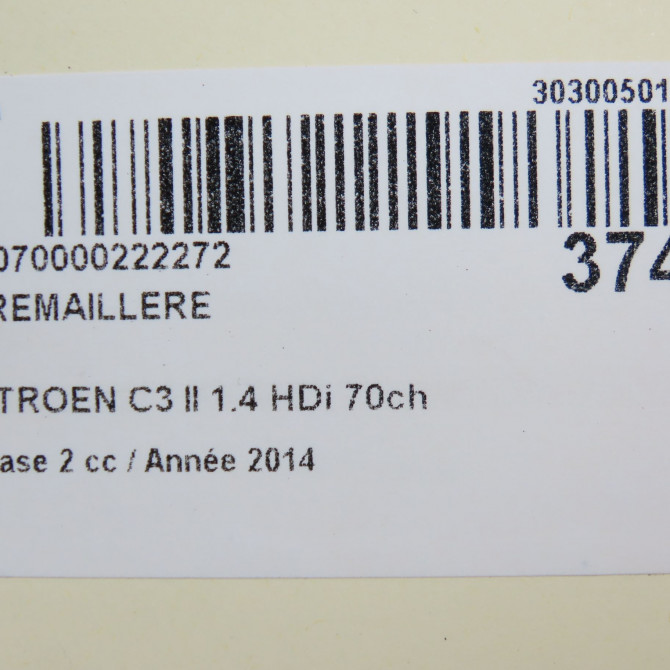 30300501
070000222272
374
REMAILLERE
TROEN C3 II 1.4 HDi 70ch
ase 2 cc / Année 2014